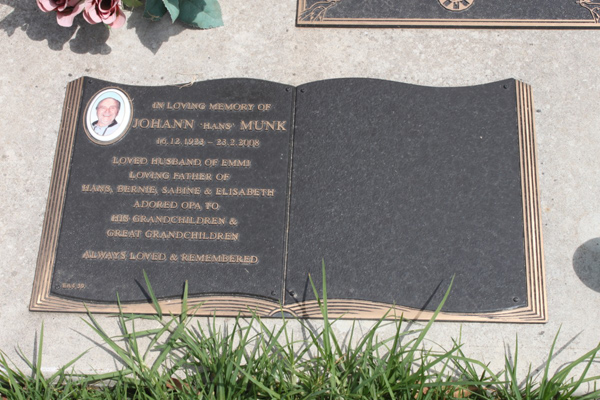 IN LOVING MEMORY OF
JOHANN 'HANS' MUNK
LOVED HUSBAND OF EMMI
LOVING FATHER OF
HANS, BERNIE, SABINE & ELISABETH
ADORED OPA TO
HIS GRANDCHILDREN &
GREAT GRANDCHILDREN
ALWAYS LOVED & REMEMBERED